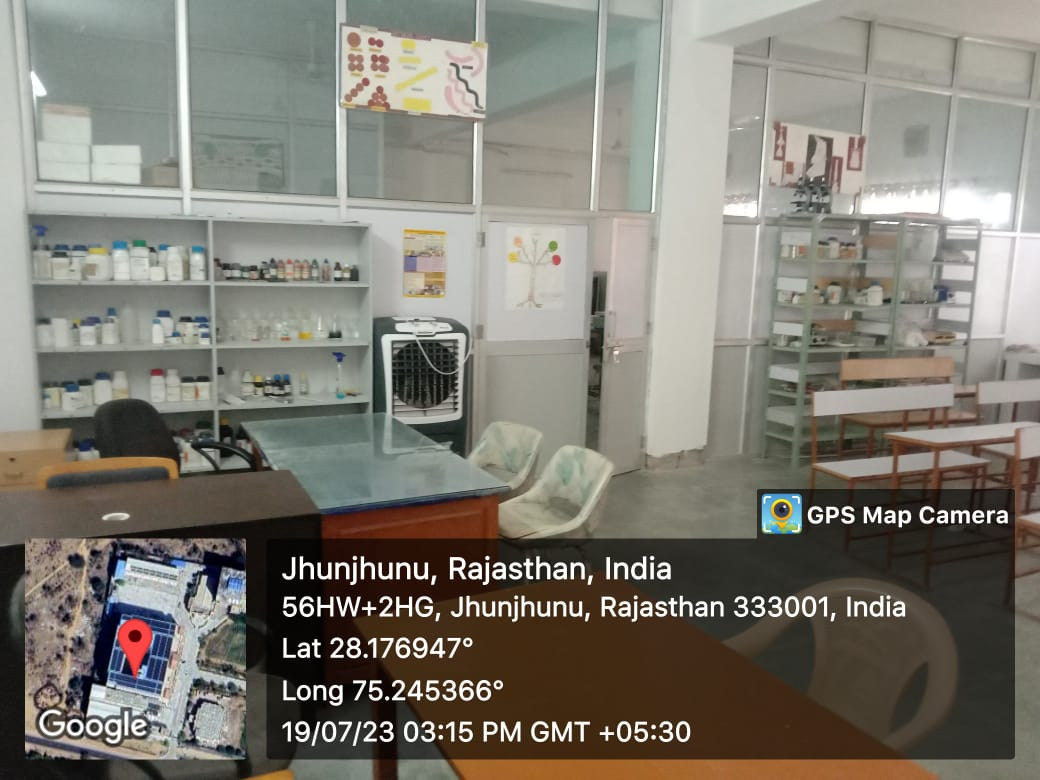 GPS Map Camera
Jhunjhunu, Rajasthan, India
56HW+2HG, Jhunjhunu, Rajasthan 333001, India
Lat 28.176947°
Long 75.245366°
19/07/23 03:15 PM GMT +05:30
Google